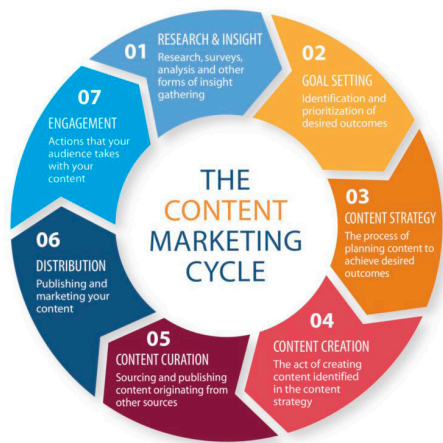 THE
CONTENT
MARKETING
CYCLE
01
RESEARCH & INSIGHT
Research, surveys,
analysis and other
forms of insight
gathering
02
GOAL SETTING
Identification and
prioritization of
desired outcomes
03
CONTENT STRATEGY
The process of
planning content to
achieve desired
outcomes
04
CONTENT CREATION
The act of creating
content identified
in the content
strategy
05
CONTENT CURATION
Sourcing and publishing
content originating from
other sources
06
DISTRIBUTION
Publishing and
marketing your
content
07
ENGAGEMENT
Actions that your
audience takes
with your
content